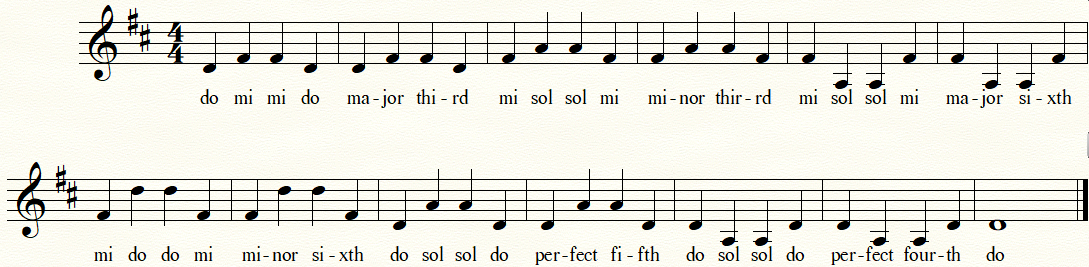 4
4
do mi mi do ma-jor thi-rd mi sol sol mi mi-nor thir-rd mi sol sol mi ma-jor si-xth
mi do do mi mi-nor si-xth do sol sol do per-fect fi-fth do sol sol do per-fect four-th do